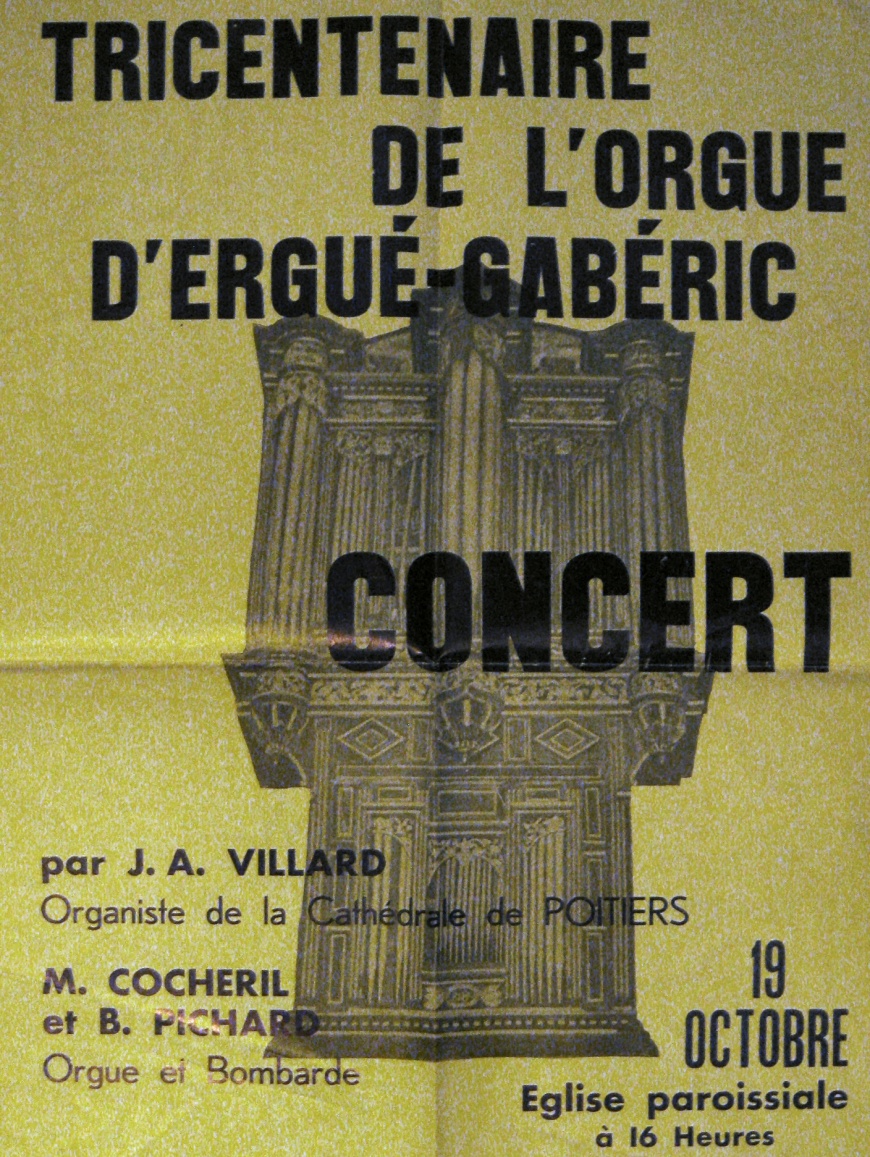 TRICENTENAIRE
DE L'ORGUE
D'ERGUÉ-GABÉRIC
CONCERT
par J. A. VILLARD
Organiste de la Cathédrale de POITIERS
M. COCHERIL
et B. PICHARD
Orgue et Bombarde
19
OCTOBRE
Eglise paroissiale
à 16 Heures